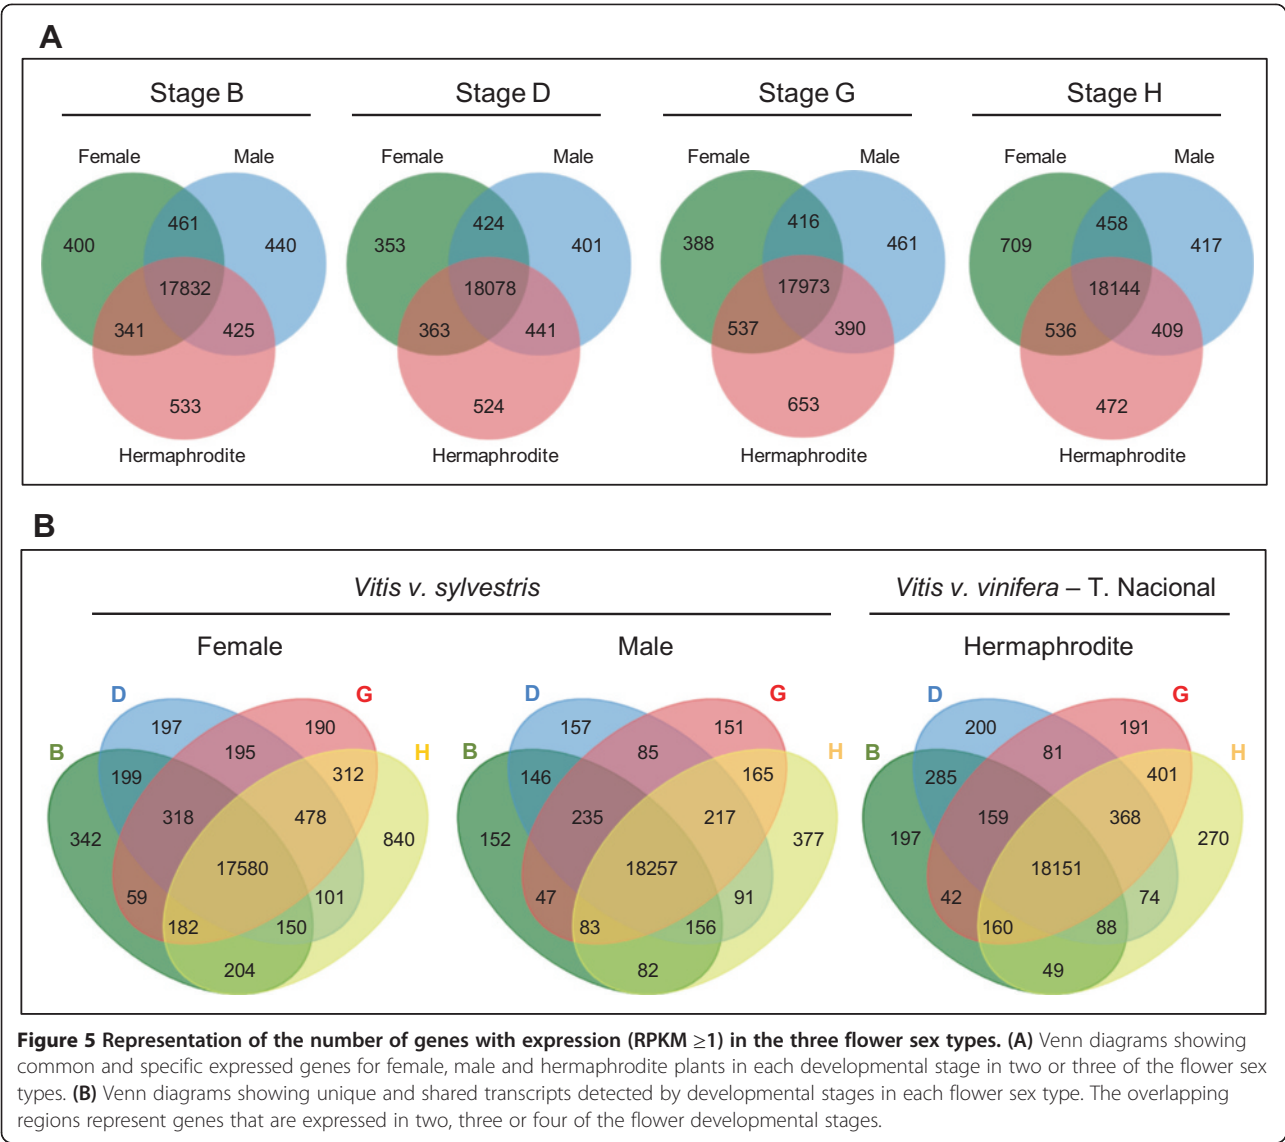 A
Stage B
Stage D
Stage G
Stage H
Female Male
Female Male
Female Male
Female Male
461
400 440
17832
341 425
533
Hermaphrodite
424
353 401
18078
363 441
524
Hermaphrodite
416
388 461
17973
537 390
653
Hermaphrodite
458
709 417
18144
536 409
472
Hermaphrodite
B
Vitis v. sylvestris
Vitis v. vinifera – T. Nacional
Female
Male
Hermaphrodite
D G
197 190
B 195 H
199 312
318 478
342 840
17580
59 101
182 150
204
D G
157 151
B 85 H
146 165
235 217
152 377
18257
47 91
83 156
82
D G
200 191
B 81 H
285 401
159 368
197 270
18151
42 74
160 88
49
Figure 5 Representation of the number of genes with expression (RPKM ≥1) in the three flower sex types. (A) Venn diagrams showing
common and specific expressed genes for female, male and hermaphrodite plants in each developmental stage in two or three of the flower sex
types. (B) Venn diagrams showing unique and shared transcripts detected by developmental stages in each flower sex type. The overlapping
regions represent genes that are expressed in two, three or four of the flower developmental stages.